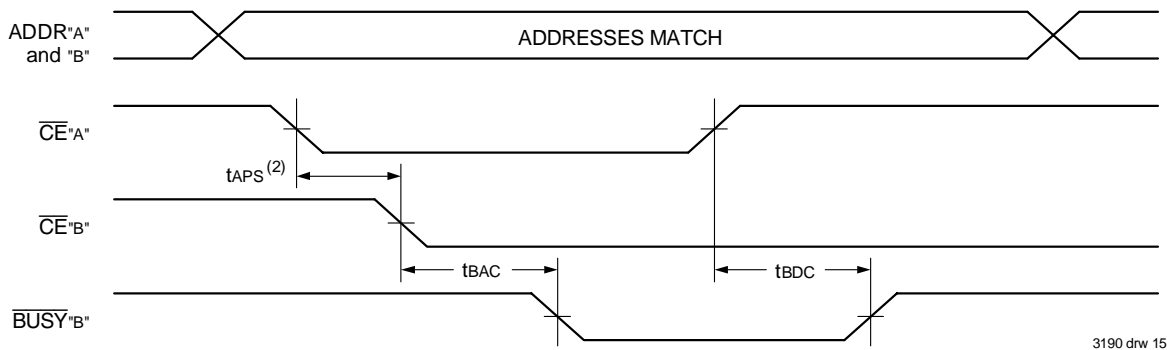 ADDR"A"
and "B"
ADDRESSES MATCH
CE"A"
tAPS (2)
CE"B"
tBAC
tBDC
BUSY"B"
3190 drw 15